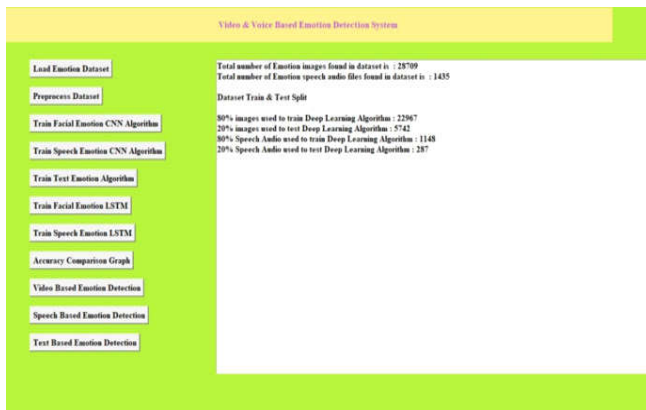 Video & Voice Based Emotion Detection System
Load Emotion Dataset
Preprocess Dataset
Train Facial Emotion CNN Algorithm
Train Speech Emotion CNN Algorithm
Train Text Emotion Algorithm
Train Facial Emotion LSTM
Train Speech Emotion LSTM
Accuracy Comparison Graph
Video Based Emotion Detection
Speech Based Emotion Detection
Text Based Emotion Detection
Total number of Emotion images found in dataset is : 28709
Total number of Emotion speech audio files found in dataset is : 1435
Dataset Train & Test Split
80% images used to train Deep Learning Algorithm : 22967
20% images used to test Deep Learning Algorithm : 5742
80% Speech Audio used to train Deep Learning Algorithm : 1148
20% Speech Audio used to test Deep Learning Algorithm : 287